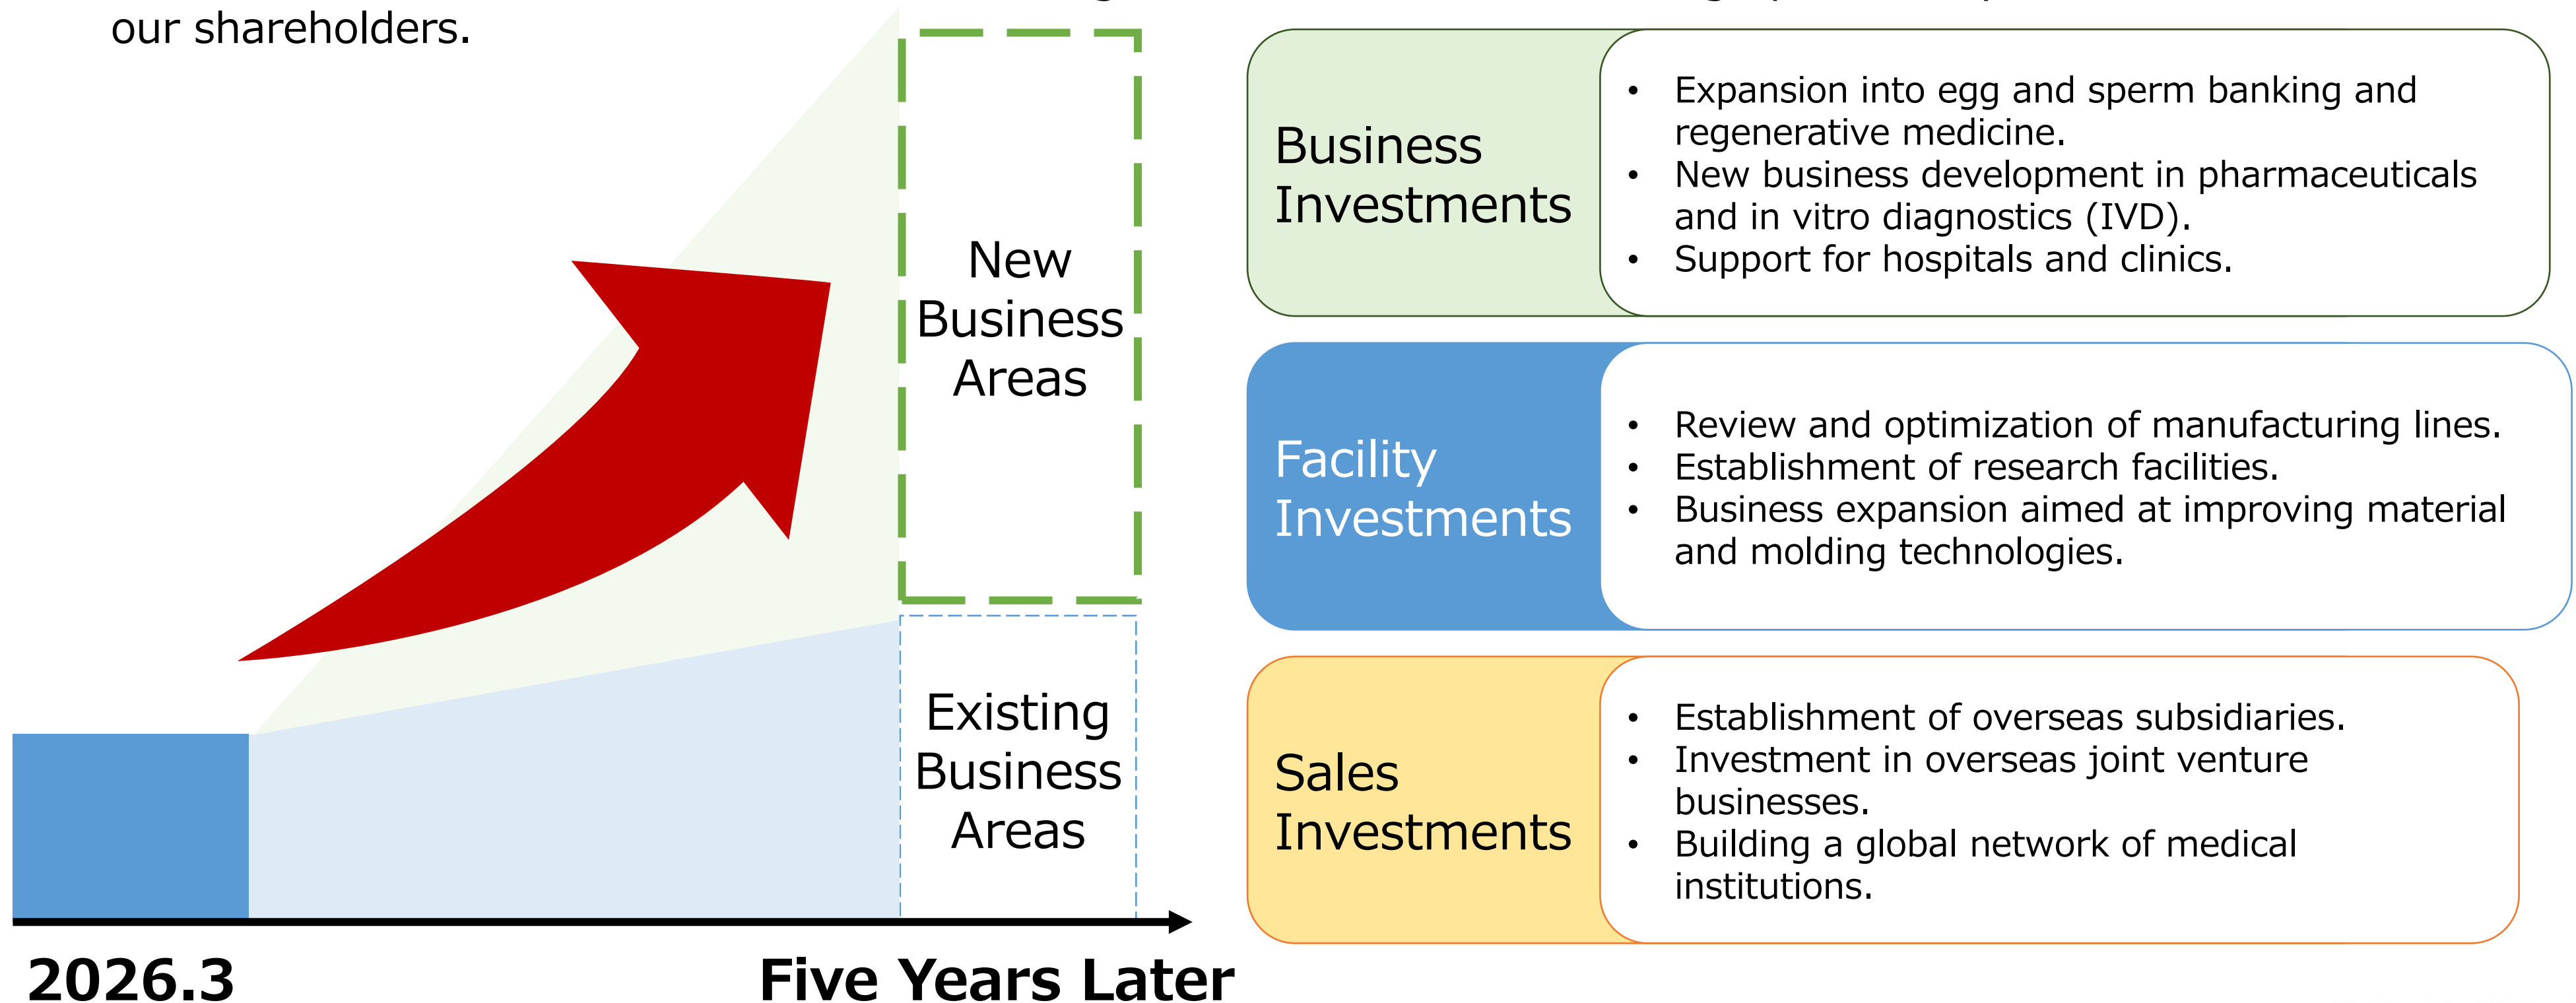 our shareholders.
New
Business
Areas
Existing
Business
Areas
2026.3
Five Years Later
Business
Investments
• Expansion into egg and sperm banking and
regenerative medicine.
• New business development in pharmaceuticals
and in vitro diagnostics (IVD).
• Support for hospitals and clinics.
Facility
Investments
• Review and optimization of manufacturing lines.
• Establishment of research facilities.
• Business expansion aimed at improving material
and molding technologies.
Sales
Investments
• Establishment of overseas subsidiaries.
• Investment in overseas joint venture
businesses.
• Building a global network of medical
institutions.